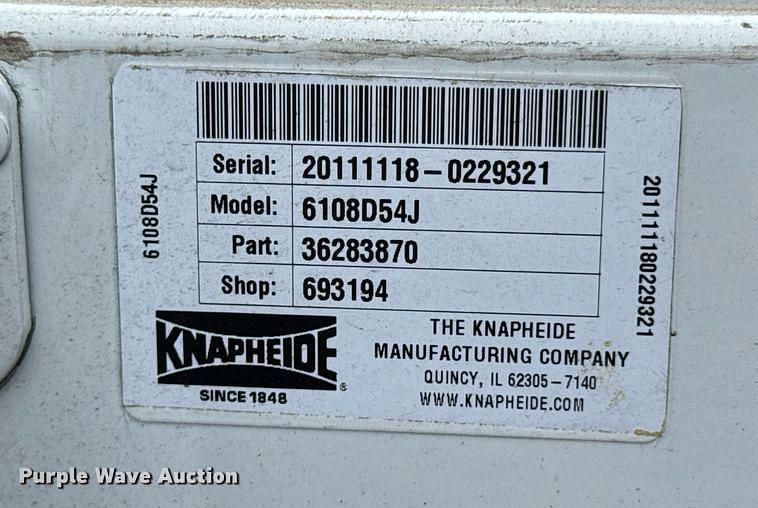 Serial: 20111118-0229321
Model: 6108D54J
Part: 36283870
Shop: 693194
6108D54J
201111180229321
KNAPHEIDE®
SINCE 1848
THE KNAPHEIDE
MANUFACTURING COMPANY
QUINCY, IL 62305-7140
WWW.KNAPHEIDE.COM
Purple Wave Auction